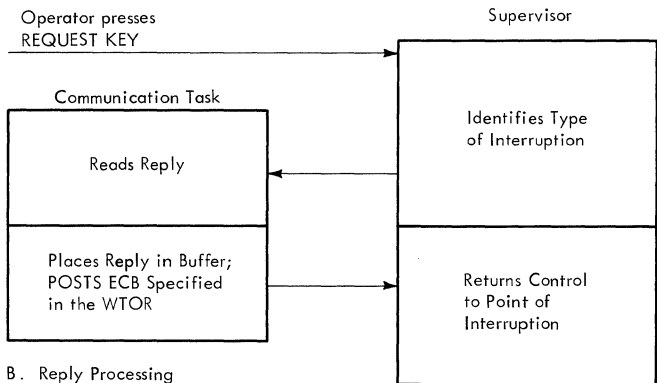 Operator presses
REQUEST KEY
Supervisor
Identifies Type
of Interruption
Communication Task
Reads Reply
Places Reply in Buffer;
POSTS ECB Specified
in the WTOR
Returns Control
to Point of
Interruption
B. Reply Processing